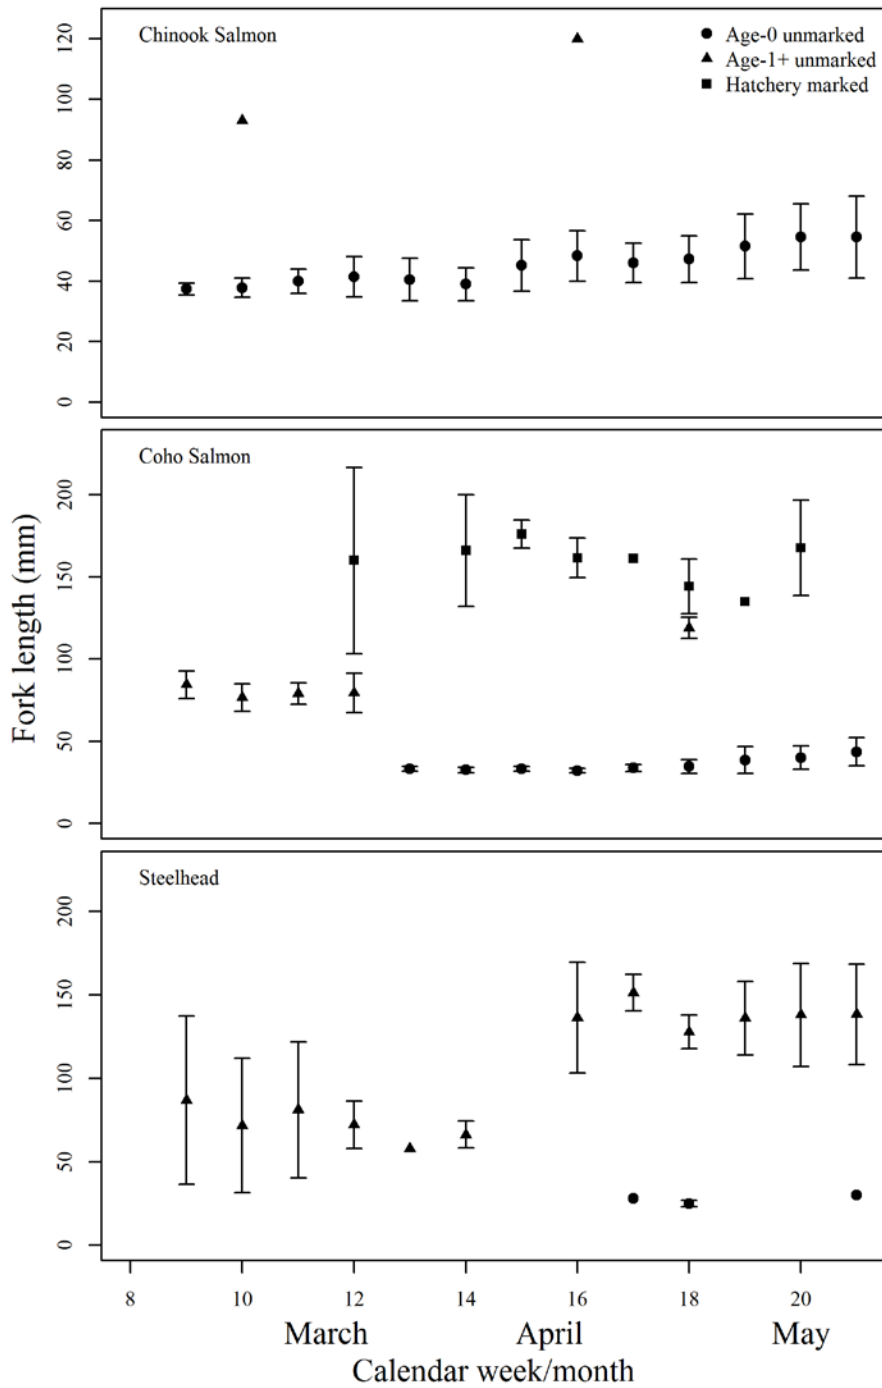 Chinook Salmon
Age-0 unmarked
Age-1+ unmarked
Hatchery marked
120
100
80
60
40
20
0
Coho Salmon
200
150
100
50
0
Fork length (mm)
Steelhead
200
150
100
50
0
8 10 12 14 16 18 20
March April May
Calendar week/month